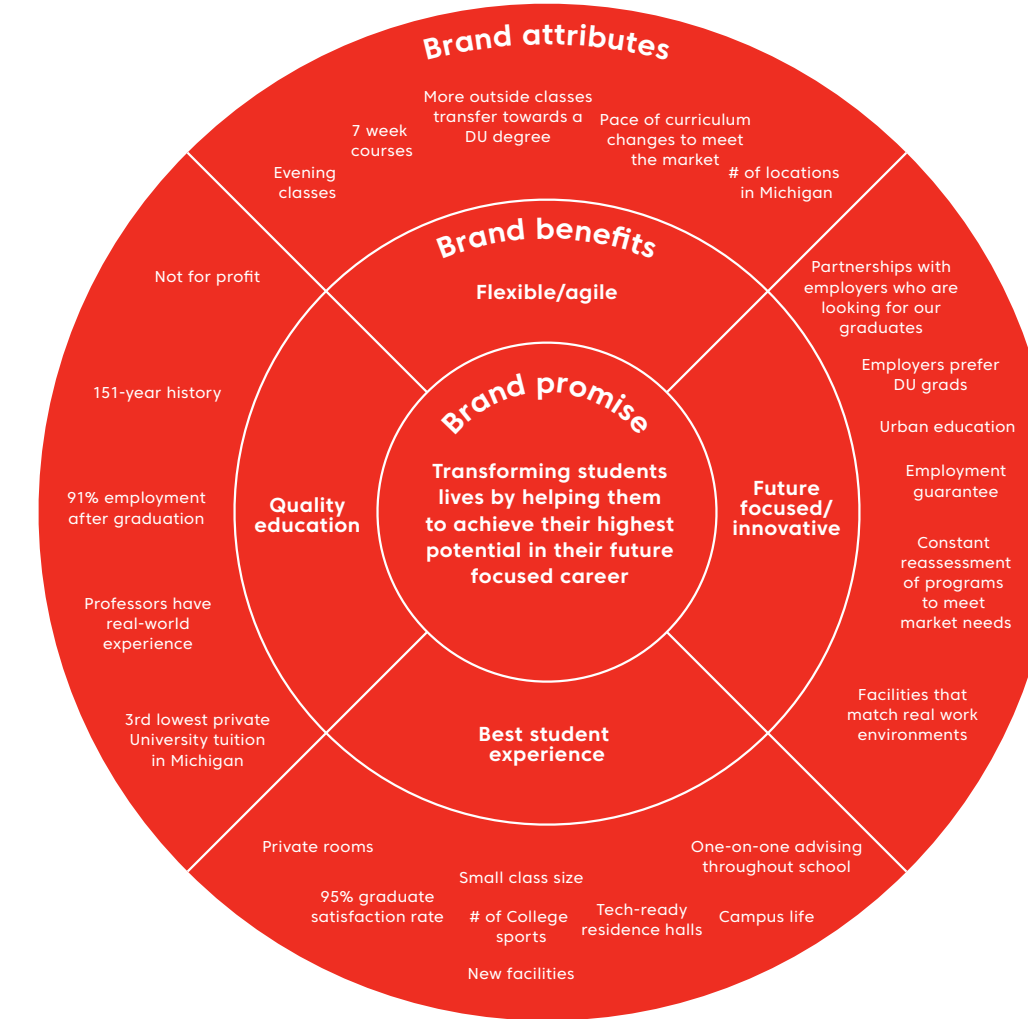 Brand attributes
More outside classes
transfer towards a
DU degree
7 week
courses
Evening
classes
Pace of curriculum
changes to meet
the market
# of locations
in Michigan
Brand benefits
Flexible/agile
Not for profit
151-year history
91% employment
after graduation
Professors have
real-world
experience
3rd lowest private
University tuition
in Michigan
Quality
education
Brand promise
Transforming students
lives by helping them
to achieve their highest
potential in their future
focused career
Future
focused/
innovative
Partnerships with
employers who are
looking for our
graduates
Employers prefer
DU grads
Urban education
Employment
guarantee
Constant
reassessment
of programs
to meet
market needs
Facilities that
match real work
environments
Best student
experience
Private rooms
95% graduate
satisfaction rate
Small class size
# of College
sports
New facilities
Tech-ready
residence halls
One-on-one advising
throughout school
Campus life